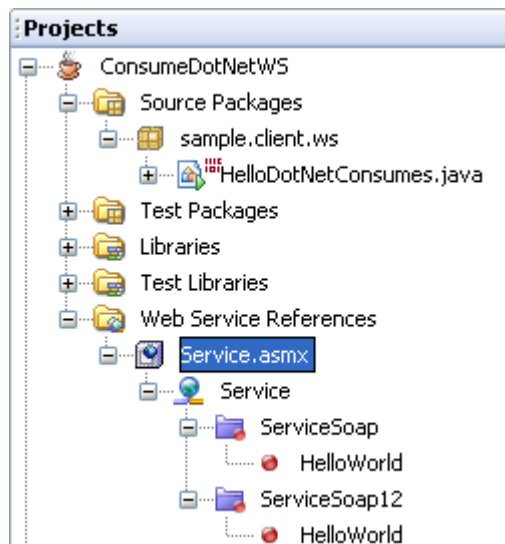 Projects
ConsumeDotNetWS
Source Packages
sample.client.ws
HelloDotNetConsumes.java
Test Packages
Libraries
Test Libraries
Web Service References
Service.asmx
Service
ServiceSoap
HelloWorld
ServiceSoap12
HelloWorld